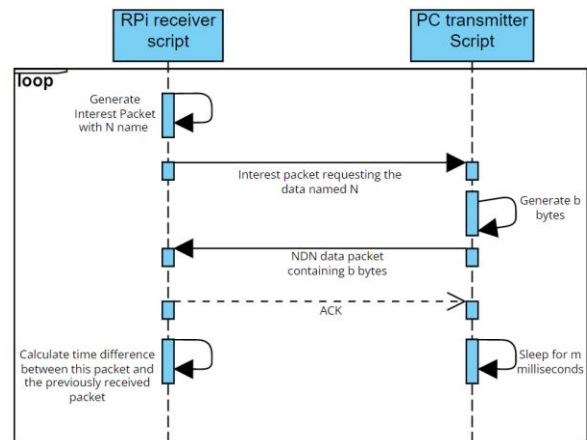 RPi receiver
script
PC transmitter
Script
loop
Generate
Interest Packet
with N name
Interest packet requesting the
data named N
Generate b
bytes
NDN data packet
containing b bytes
ACK
Calculate time difference
between this packet and
the previously received
packet
Sleep for m
milliseconds